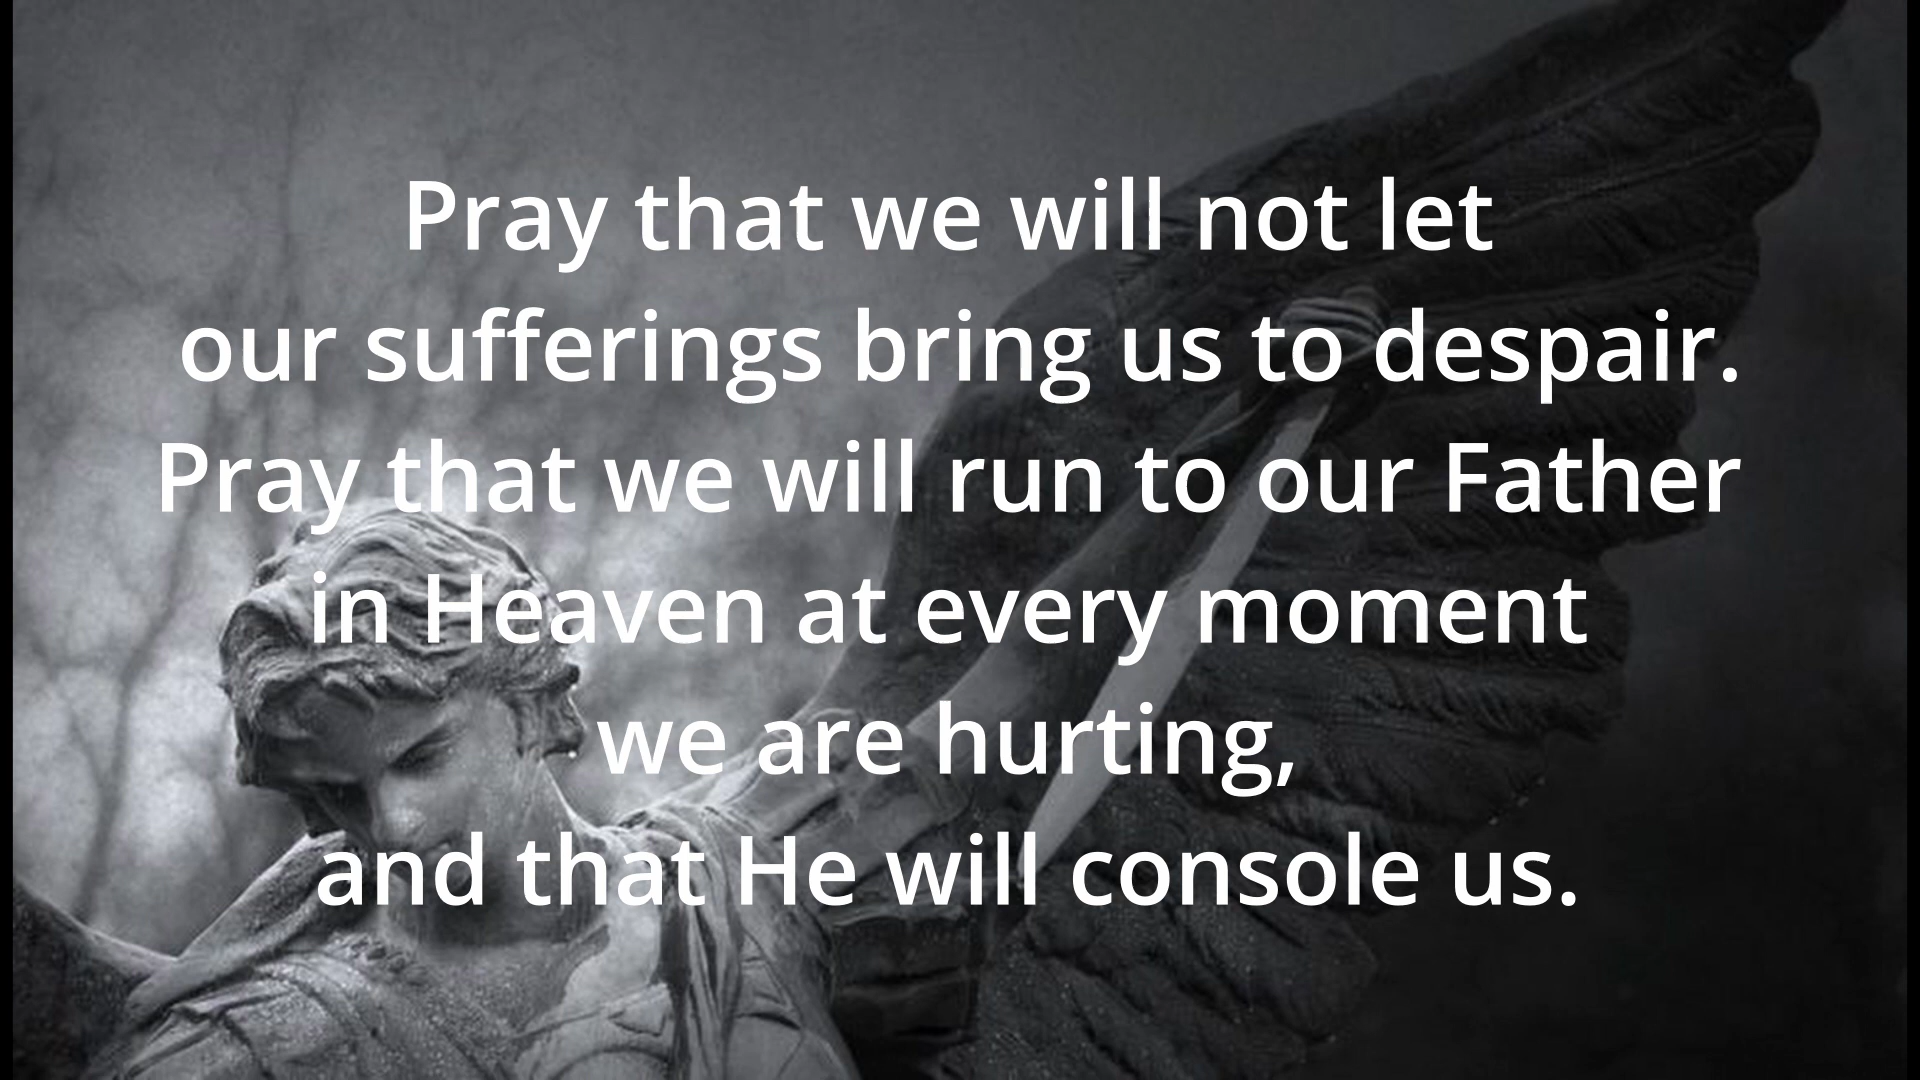 Pray that we will not let
our sufferings bring us to despair.
Pray that we will run to our Father
in Heaven at every moment
we are hurting,
and that He will console us.